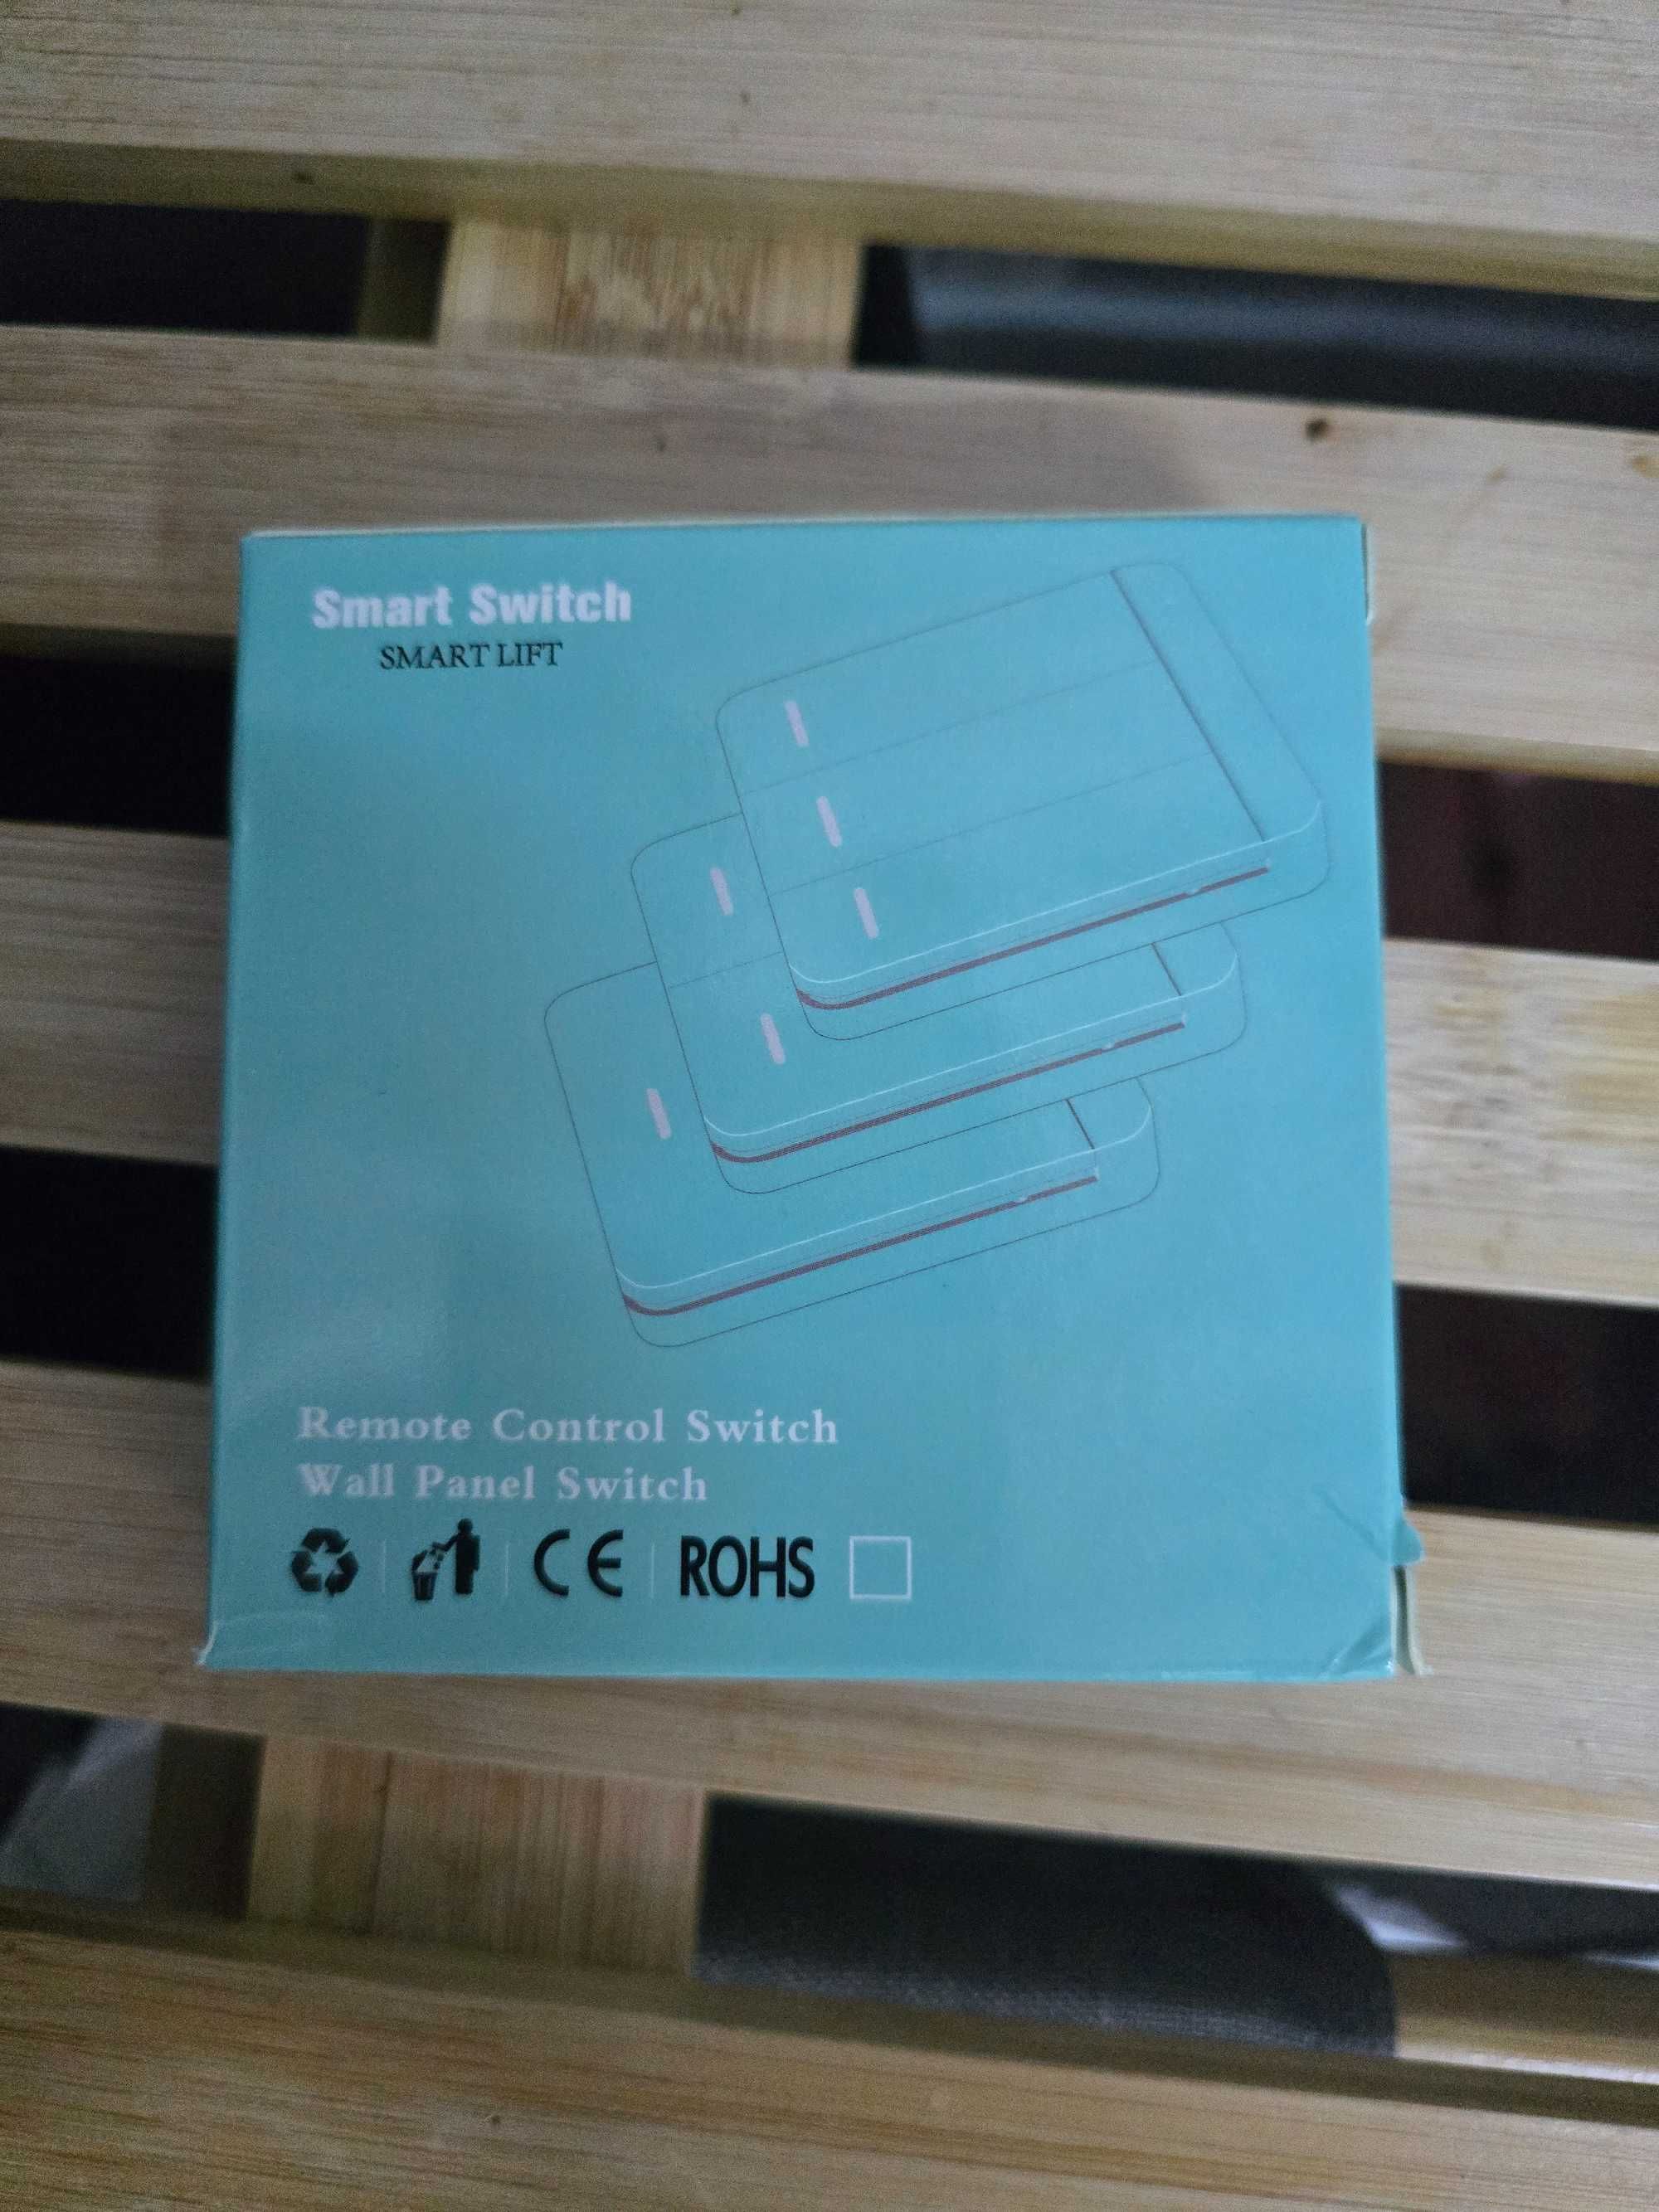 Smart Switch
SMART LIFT
Remote Control Switch
Wall Panel Switch
CE ROHS